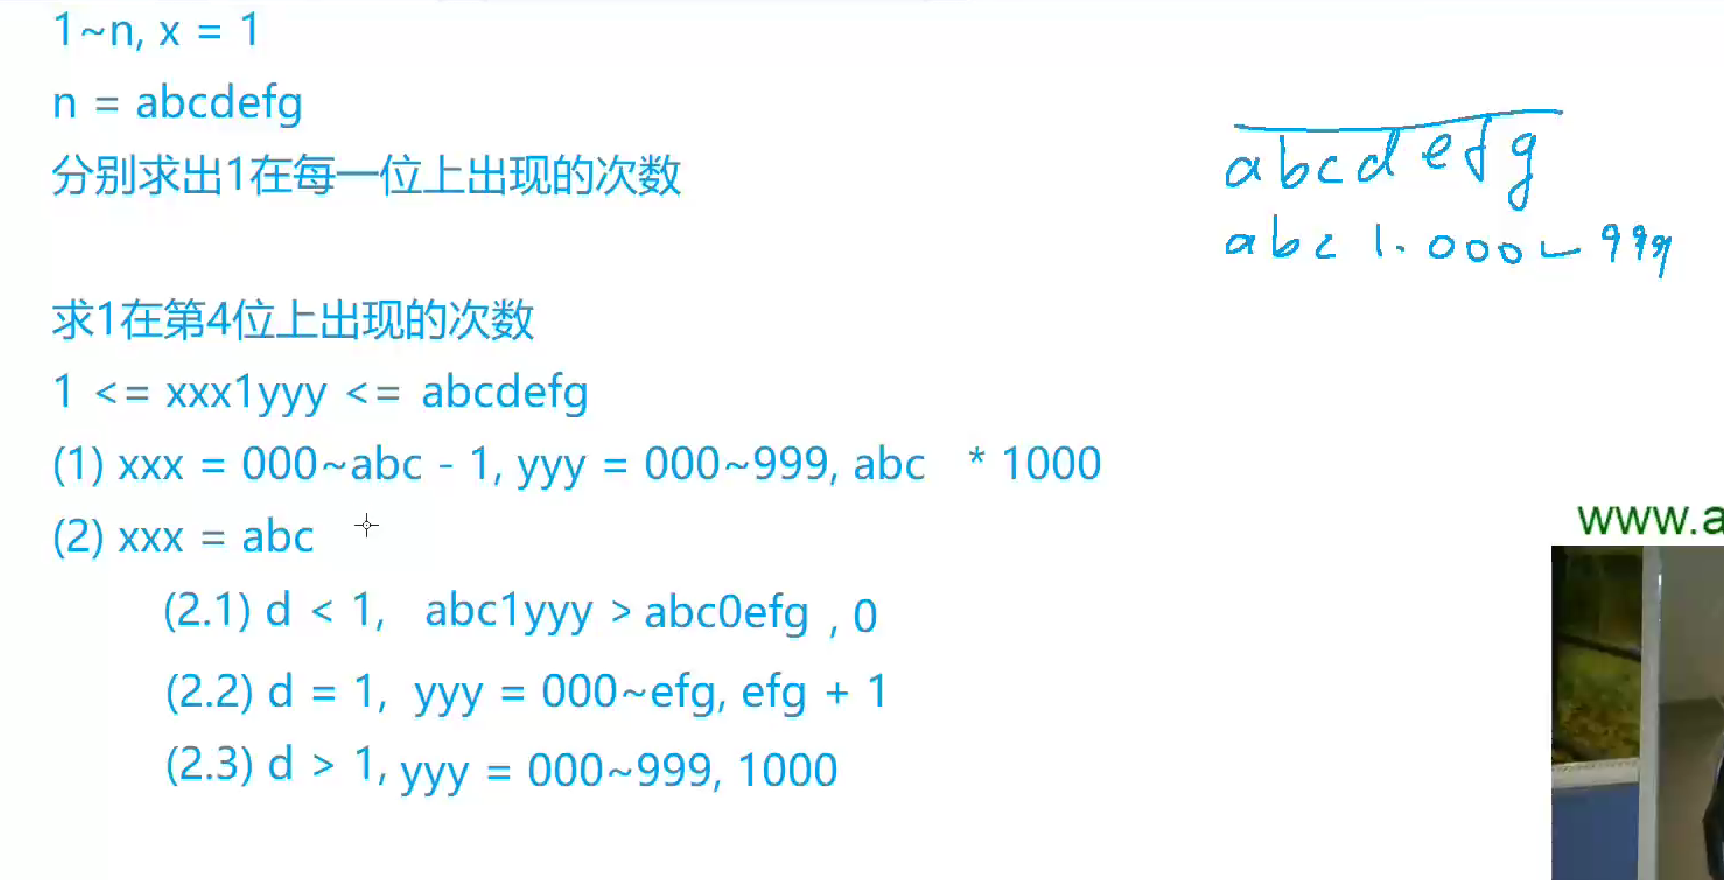 1~n, x = 1
n = abcdefg
分别求出1在每一位上出现的次数
abcdefg
abc 1. 000 ~ 999
求1在第4位上出现的次数
1 <= xxx1yyy <= abcdefg
(1) xxx = 000~abc - 1, yyy = 000~999, abc * 1000
(2) xxx = abc
www.a
(2.1) d < 1, abc1yyy > abc0efg , 0
(2.2) d = 1, yyy = 000~efg, efg + 1
(2.3) d > 1, yyy = 000~999, 1000